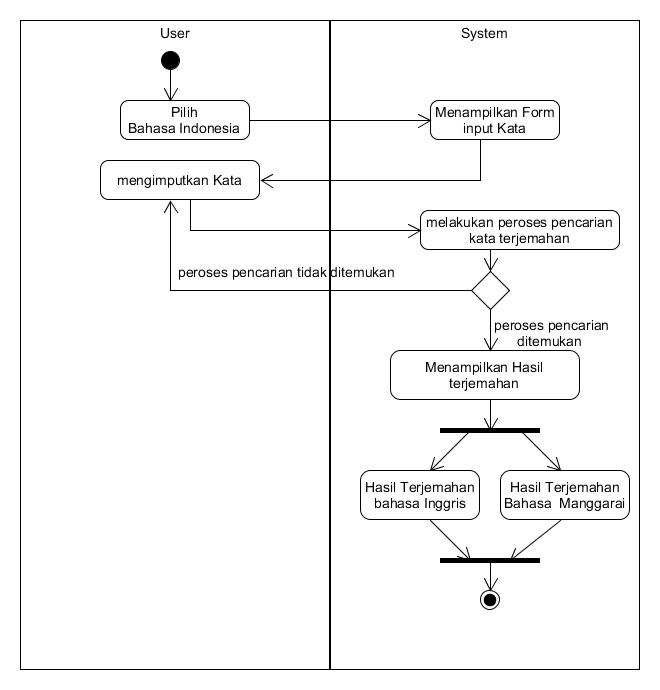 User
System
Pilih
Bahasa Indonesia
Menampilkan Form
input Kata
mengimputkan Kata
melakukan peroses pencarian
kata terjemahan
peroses pencarian tidak ditemukan
peroses pencarian
ditemukan
Menampilkan Hasil
terjemahan
Hasil Terjemahan
bahasa Inggris
Hasil Terjemahan
Bahasa Manggarai